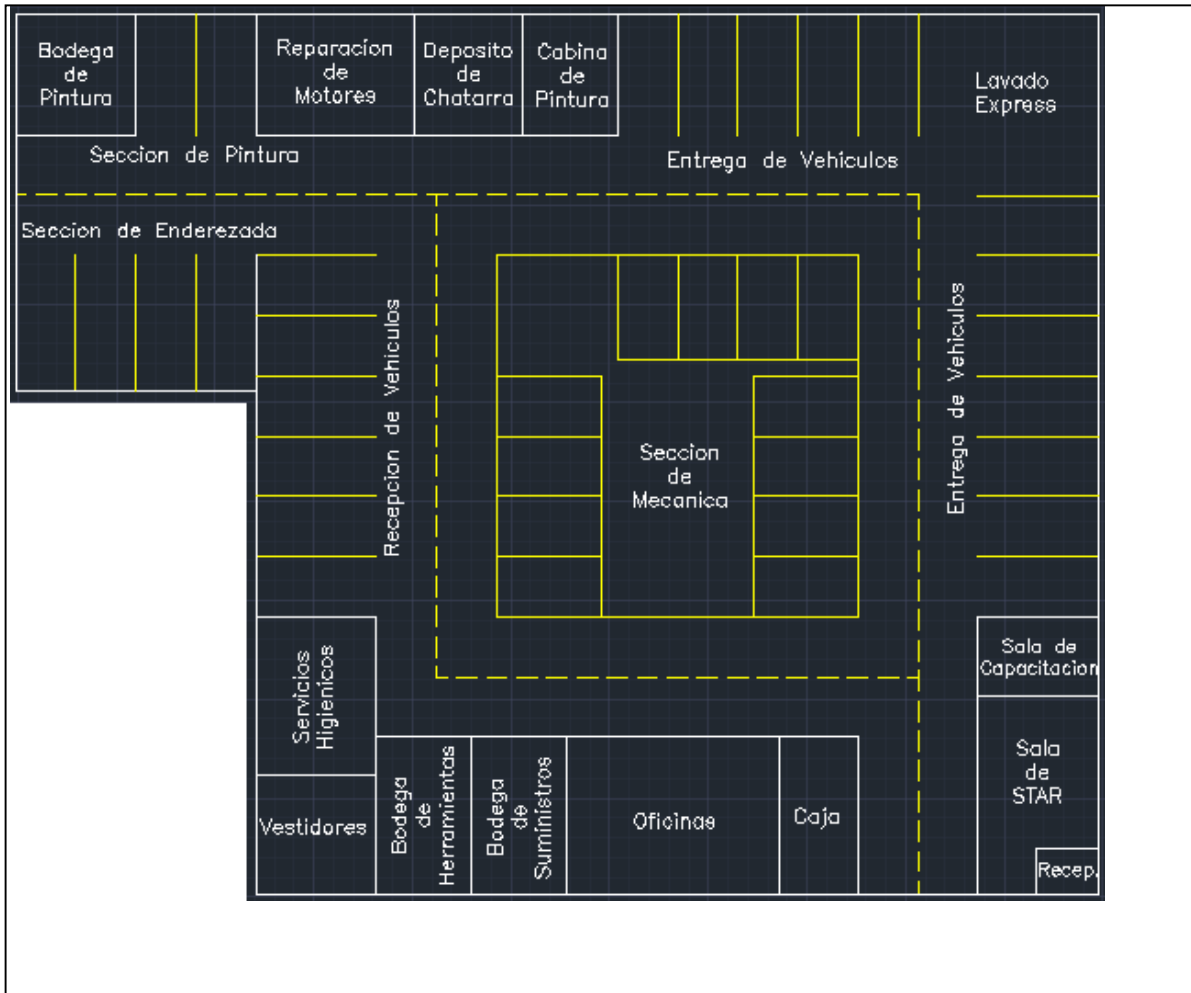 Bodega
de
Pintura
Reparacion
de
Motores
Deposito
de
Chatarra
Cabina
de
Pintura
Lavado
Express
Seccion de Pintura
Entrega de Vehiculos
Seccion de Enderezada
Recepcion de Vehiculos
Seccion
de
Mecanica
Entrega de Vehiculos
Servicios
Higienicos
Sala de
Capacitacion
Sala
de
STAR
Vestidores
Bodega
de
Herramientas
Bodega
de
Suministros
Oficinas
Caja
Recep.